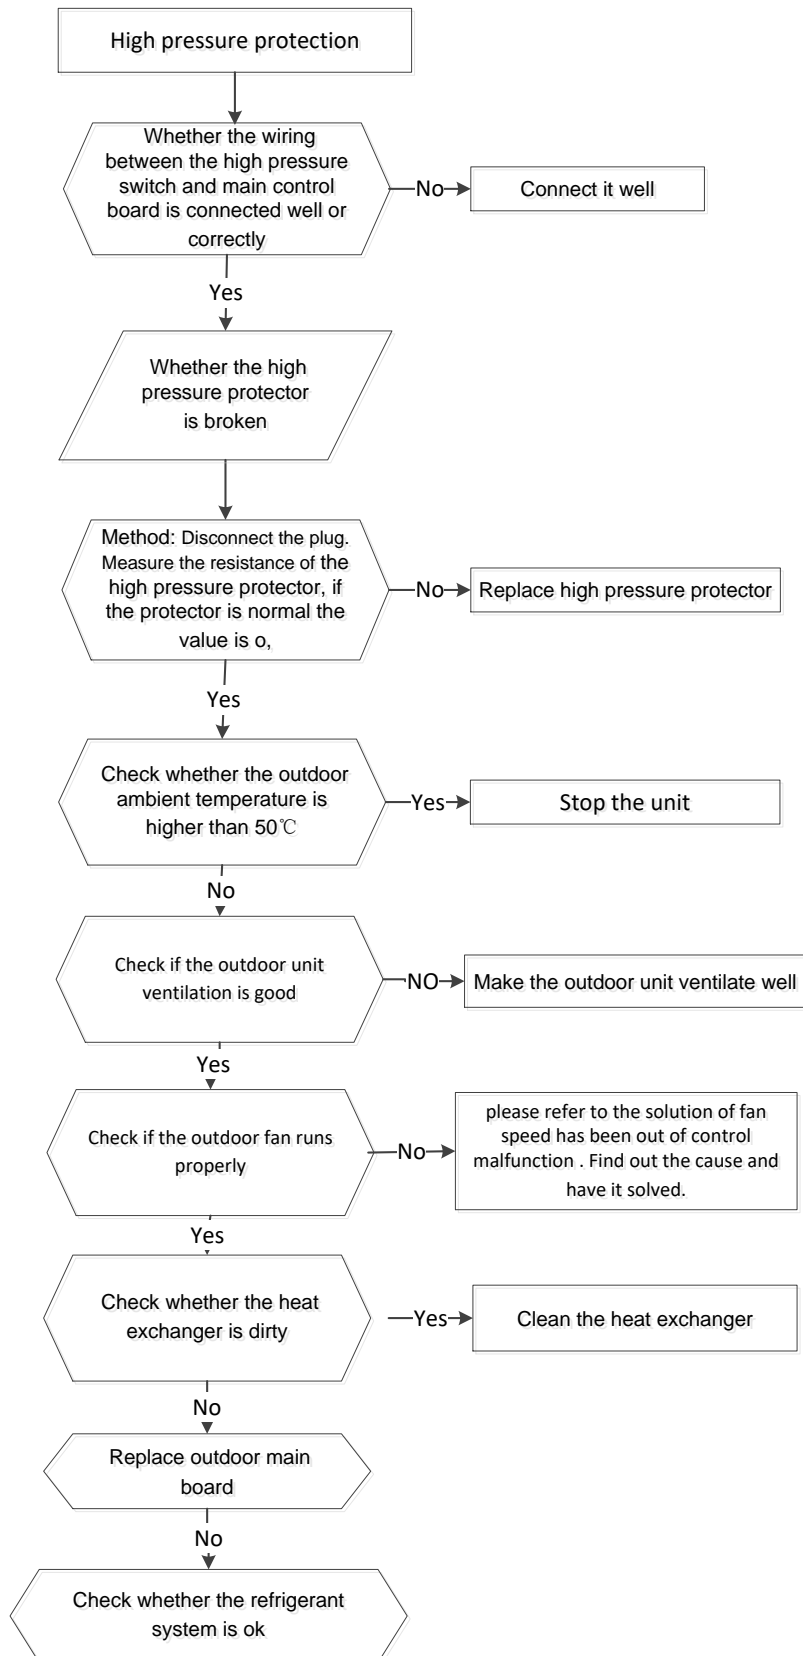 High pressure protection
Whether the wiring
between the high pressure
switch and main control
board is connected well or
correctly
No
Connect it well
Yes
Whether the high
pressure protector
is broken
Method: Disconnect the plug.
Measure the resistance of the
high pressure protector, if
the protector is normal the
value is o,
No
Replace high pressure protector
Yes
Check whether the outdoor
ambient temperature is
higher than 50℃
Yes
Stop the unit
No
Check if the outdoor unit
ventilation is good
NO
Make the outdoor unit ventilate well
Yes
Check if the outdoor fan runs
properly
No
please refer to the solution of fan
speed has been out of control
malfunction . Find out the cause and
have it solved.
Yes
Check whether the heat
exchanger is dirty
Yes
Clean the heat exchanger
No
Replace outdoor main
board
No
Check whether the refrigerant
system is ok